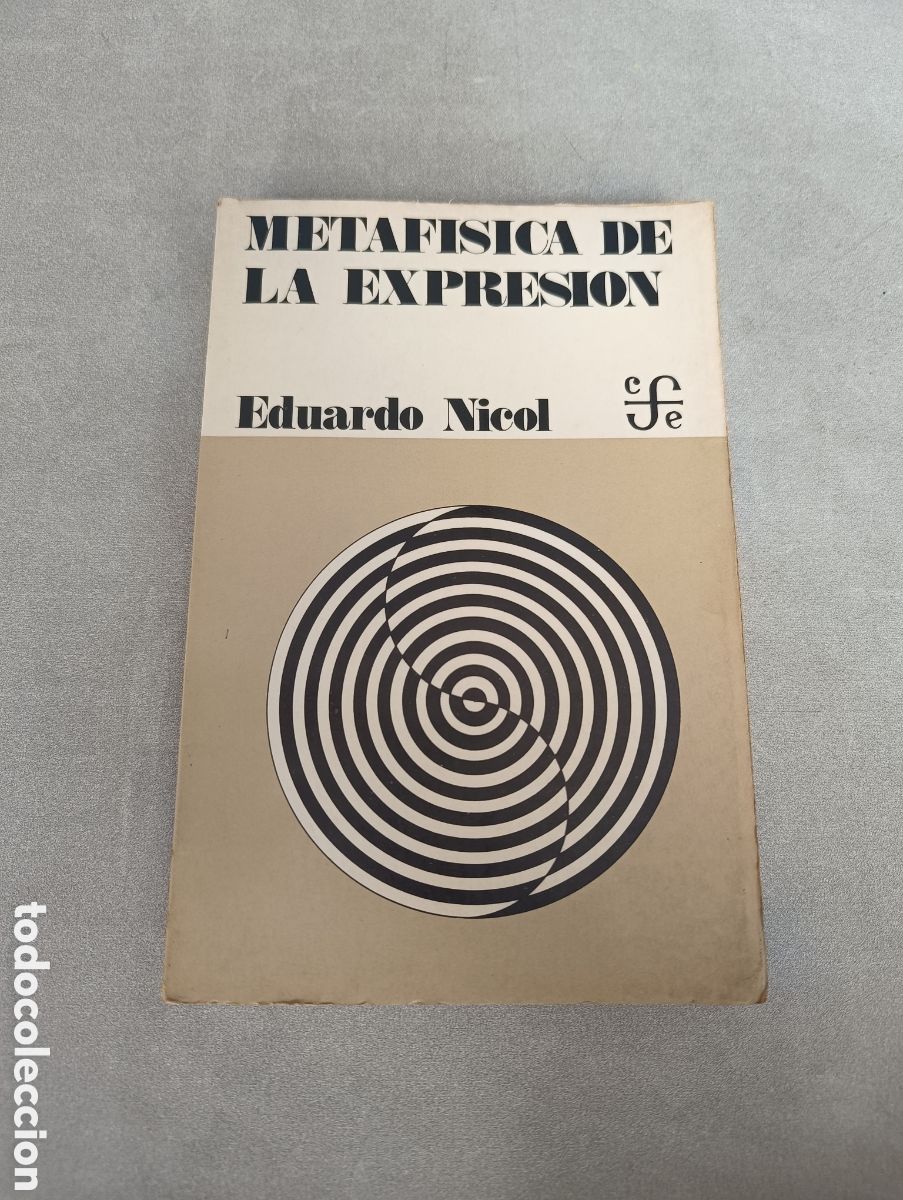 METAFISICA DE
LA EXPRESION
Eduardo Nicol
cfe
todocoleccion